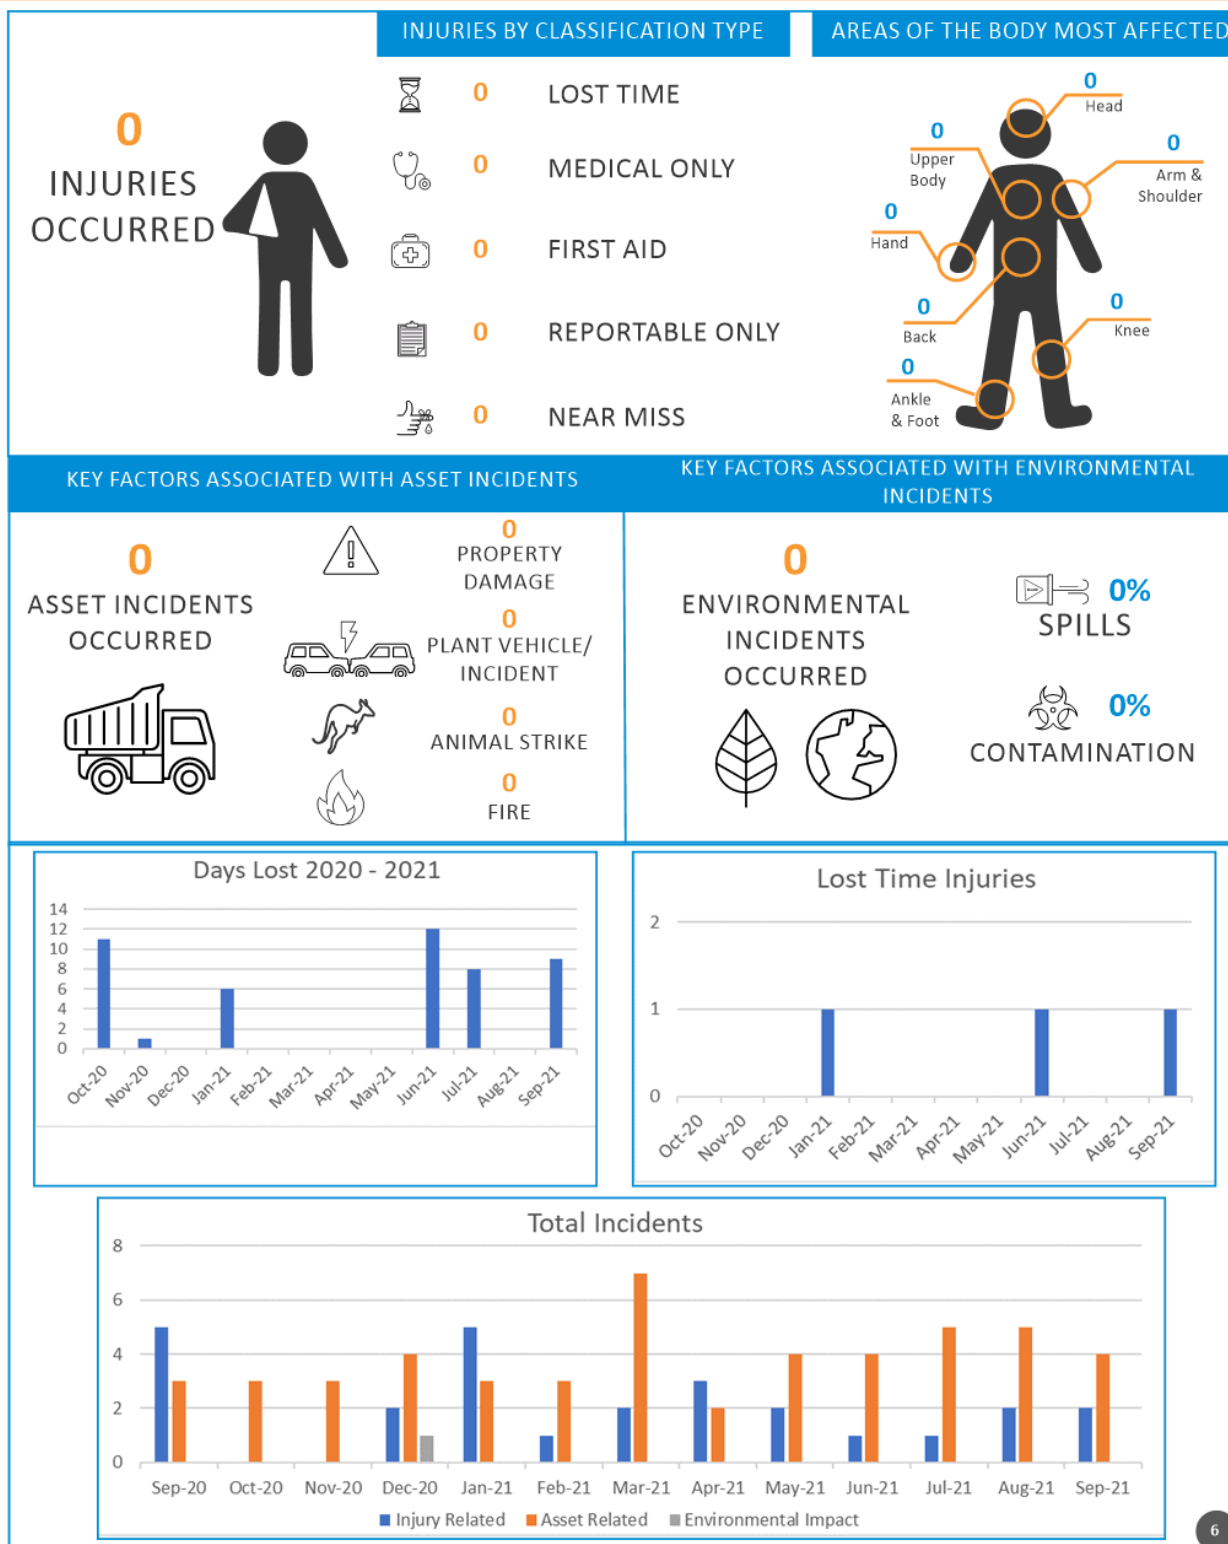 INJURIES BY CLASSIFICATION TYPE
AREAS OF THE BODY MOST AFFECTED
0
INJURIES
OCCURRED
0 LOST TIME
0 MEDICAL ONLY
0 FIRST AID
0 REPORTABLE ONLY
0 NEAR MISS
0
Head
0
Upper
Body
0
Arm &
Shoulder
0
Hand
0
Back
0
Knee
0
Ankle
& Foot
KEY FACTORS ASSOCIATED WITH ASSET INCIDENTS
0
ASSET INCIDENTS
OCCURRED
0
PROPERTY
DAMAGE
0
PLANT VEHICLE/
INCIDENT
0
ANIMAL STRIKE
0
FIRE
KEY FACTORS ASSOCIATED WITH ENVIRONMENTAL
INCIDENTS
0
ENVIRONMENTAL
INCIDENTS
OCCURRED
0%
SPILLS
0%
CONTAMINATION
Days Lost 2020 - 2021
14
12
10
8
6
4
2
0
Oct-20 Nov-20 Dec-20 Jan-21 Feb-21 Mar-21 Apr-21 May-21 Jun-21 Jul-21 Aug-21 Sep-21
Lost Time Injuries
2
1
0
Oct-20 Nov-20 Dec-20 Jan-21 Feb-21 Mar-21 Apr-21 May-21 Jun-21 Jul-21 Aug-21 Sep-21
Total Incidents
8
6
4
2
0
Sep-20 Oct-20 Nov-20 Dec-20 Jan-21 Feb-21 Mar-21 Apr-21 May-21 Jun-21 Jul-21 Aug-21 Sep-21
Injury Related Asset Related Environmental Impact
6